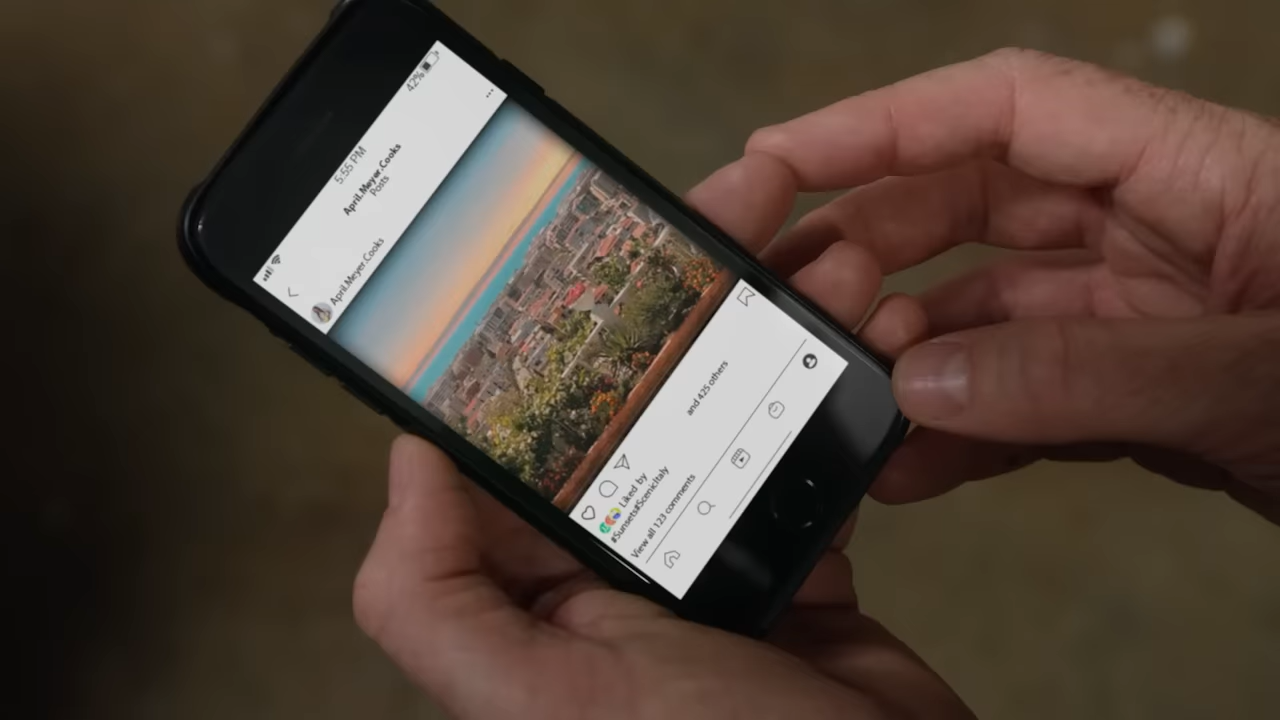 5:55 PM
42%
April.Meyer.Cooks
Posts
April.Meyer.Cooks
Liked by and 425 others
#Sunsets#ScenicItaly
View all 123 comments